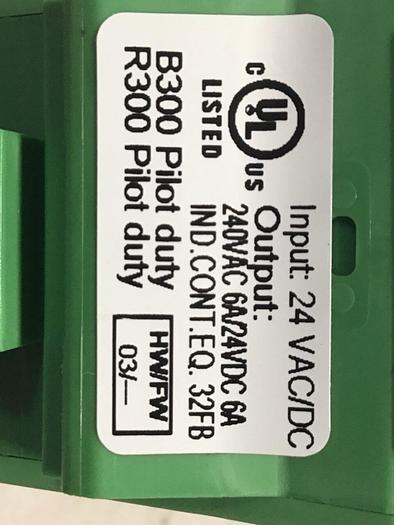 Input: 24 VAC/DC
Output:
240VAC 6A/24VDC 6A
IND.CONT.EQ. 32FB
C UL US
LISTED
B300 Pilot duty
R300 Pilot duty
HW/FW
03/--